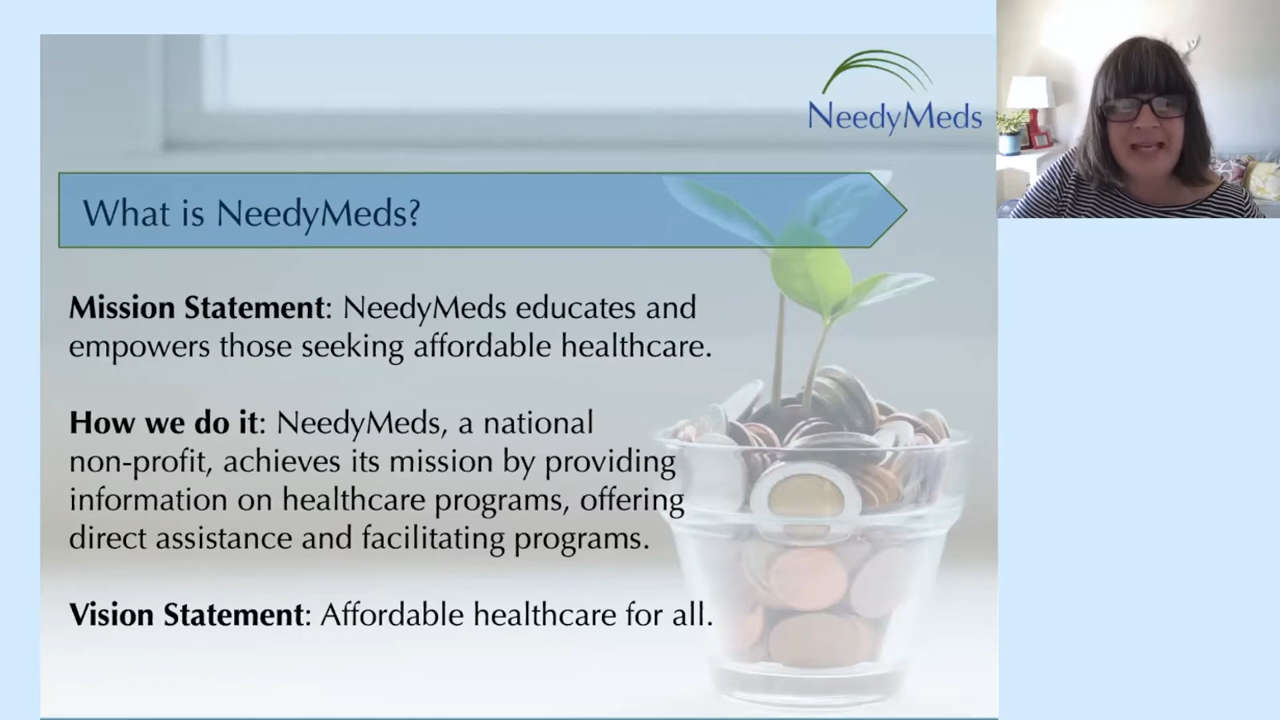 NeedyMeds
What is NeedyMeds?
Mission Statement: NeedyMeds educates and
empowers those seeking affordable healthcare.
How we do it: NeedyMeds, a national
non-profit, achieves its mission by providing
information on healthcare programs, offering
direct assistance and facilitating programs.
Vision Statement: Affordable healthcare for all.